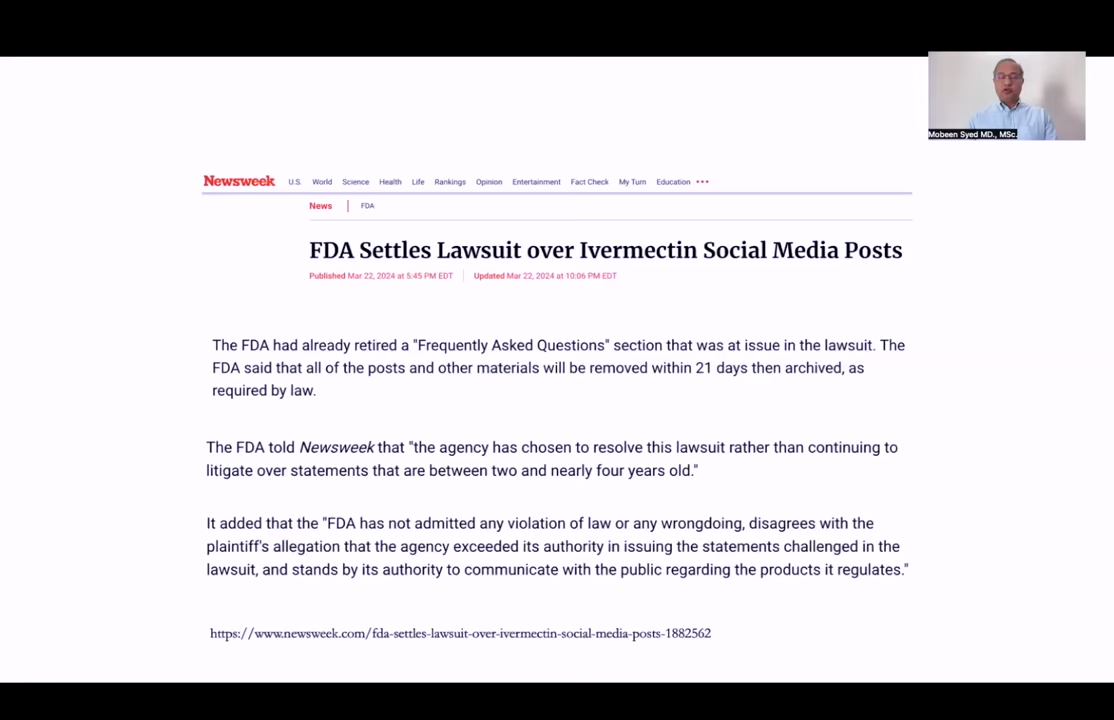 Mobeen Syed MD., MSc.
Newsweek U.S. World Science Health Life Rankings Opinion Entertainment Fact Check My Turn Education •••
News | FDA
FDA Settles Lawsuit over Ivermectin Social Media Posts
Published Mar 22, 2024 at 5:45 PM EDT | Updated Mar 22, 2024 at 10:06 PM EDT
The FDA had already retired a "Frequently Asked Questions" section that was at issue in the lawsuit. The
FDA said that all of the posts and other materials will be removed within 21 days then archived, as
required by law.
The FDA told Newsweek that "the agency has chosen to resolve this lawsuit rather than continuing to
litigate over statements that are between two and nearly four years old."
It added that the "FDA has not admitted any violation of law or any wrongdoing, disagrees with the
plaintiff's allegation that the agency exceeded its authority in issuing the statements challenged in the
lawsuit, and stands by its authority to communicate with the public regarding the products it regulates."
https://www.newsweek.com/fda-settles-lawsuit-over-ivermectin-social-media-posts-1882562